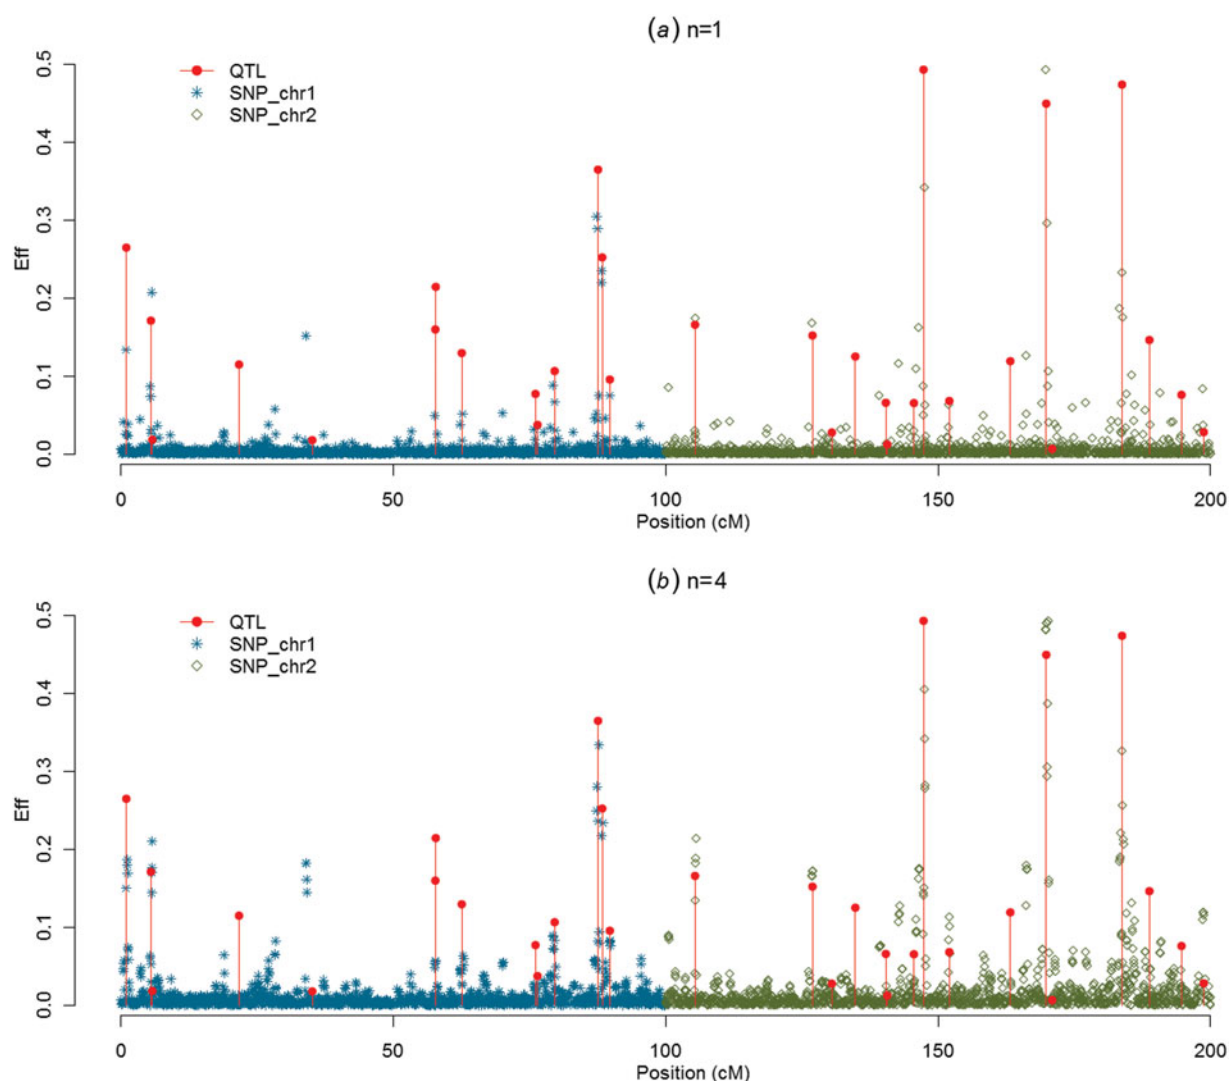 (a) n=1
QTL
SNP_chr1
SNP_chr2
Eff
0.5
0.4
0.3
0.2
0.1
0.0
0 50 100 150 200
Position (cM)
(b) n=4
QTL
SNP_chr1
SNP_chr2
Eff
0.5
0.4
0.3
0.2
0.1
0.0
0 50 100 150 200
Position (cM)